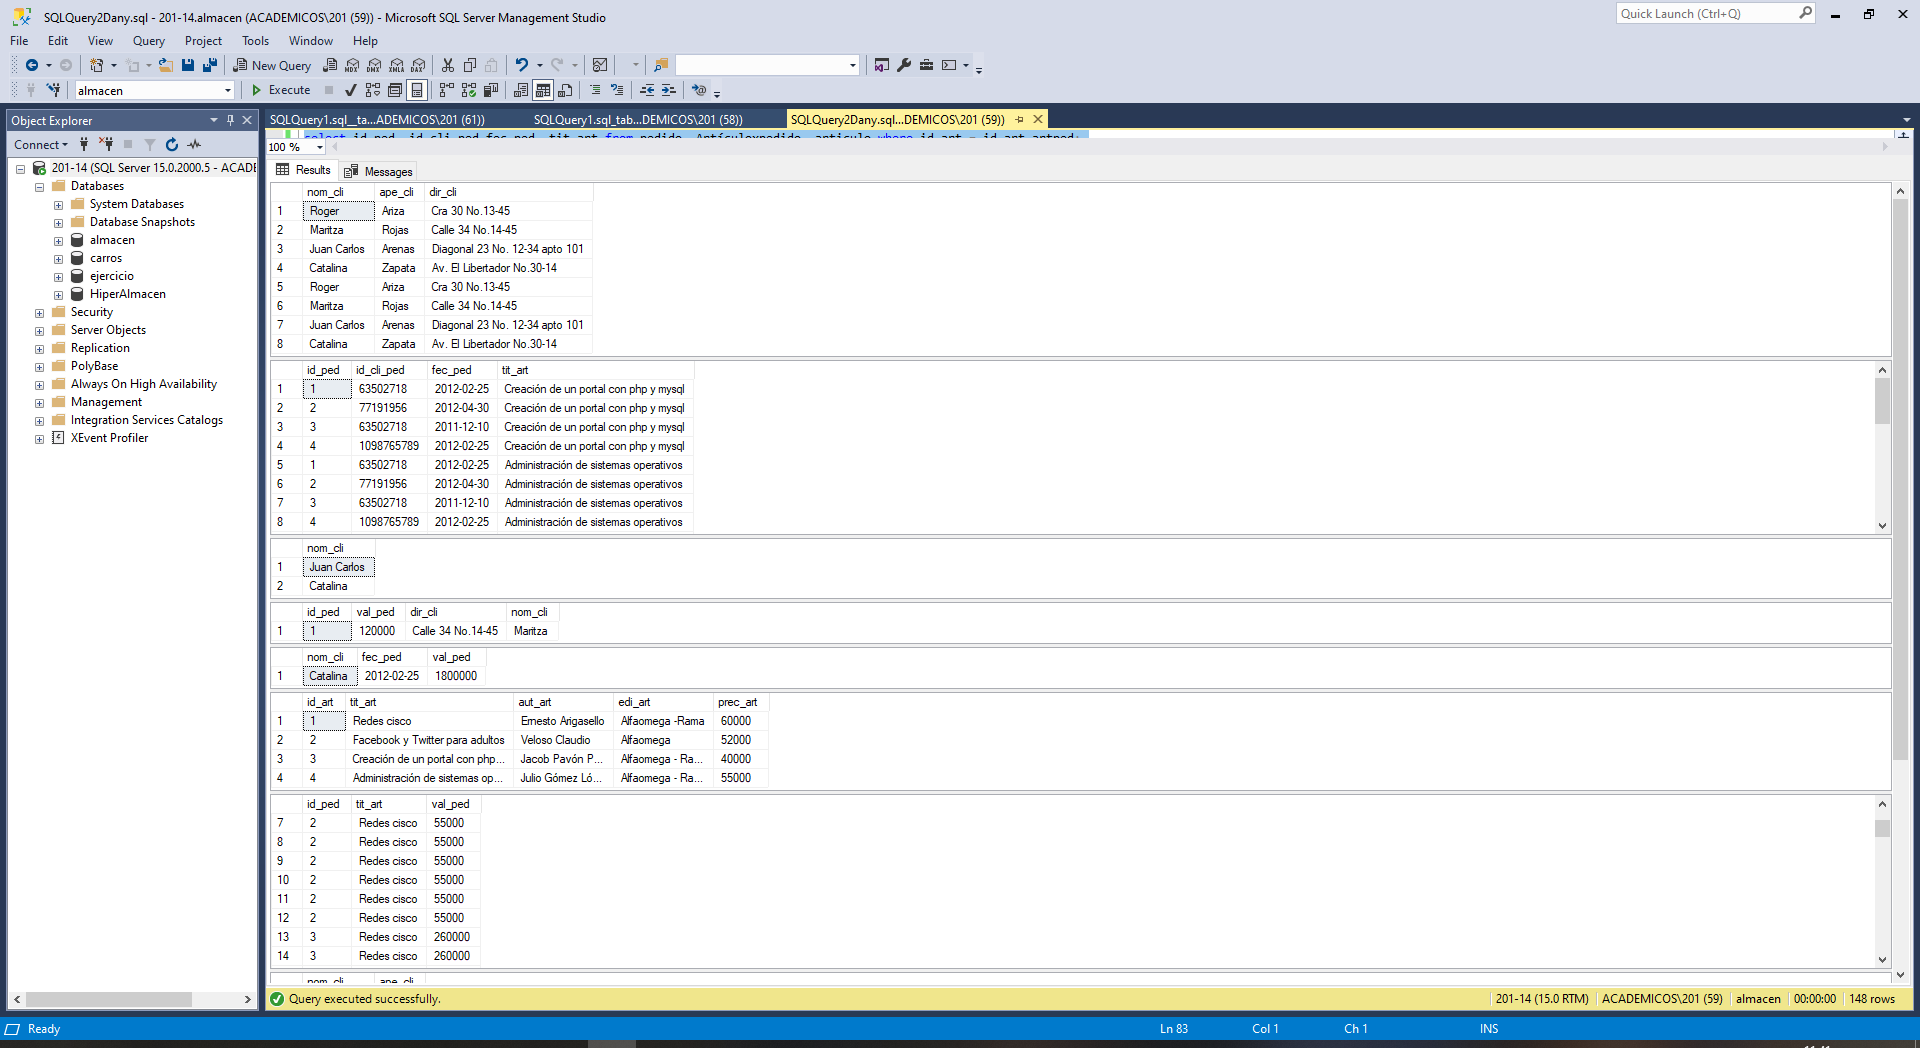 SQLQuery2Dany.sql - 201-14.almacen (ACADEMICOS\201 (59)) - Microsoft SQL Server Management Studio
Quick Launch (Ctrl+Q)
File Edit View Query Project Tools Window Help
New Query MDX DMX XMLA DAX
almacen Execute
Object Explorer
SQLQuery1.sql__ta...ADEMICOS\201 (61)) SQLQuery1.sql_tab...DEMICOS\201 (58)) SQLQuery2Dany.sql...DEMICOS\201 (59))
select id_ped, id_cli_ped,fec_ped, tit_art from pedido, Artículoxpedido, articulo where id_art = id_art_artped;
Connect
100 %
Results Messages
201-14 (SQL Server 15.0.2000.5 - ACADE
Databases
System Databases
Database Snapshots
almacen
carros
ejercicio
HiperAlmacen
Security
Server Objects
Replication
PolyBase
Always On High Availability
Management
Integration Services Catalogs
XEvent Profiler
nom_cli ape_cli dir_cli
1 Roger Ariza Cra 30 No.13-45
2 Maritza Rojas Calle 34 No.14-45
3 Juan Carlos Arenas Diagonal 23 No. 12-34 apto 101
4 Catalina Zapata Av. El Libertador No.30-14
5 Roger Ariza Cra 30 No.13-45
6 Maritza Rojas Calle 34 No.14-45
7 Juan Carlos Arenas Diagonal 23 No. 12-34 apto 101
8 Catalina Zapata Av. El Libertador No.30-14
id_ped id_cli_ped fec_ped tit_art
1 1 63502718 2012-02-25 Creación de un portal con php y mysql
2 2 77191956 2012-04-30 Creación de un portal con php y mysql
3 3 63502718 2011-12-10 Creación de un portal con php y mysql
4 4 1098765789 2012-02-25 Creación de un portal con php y mysql
5 1 63502718 2012-02-25 Administración de sistemas operativos
6 2 77191956 2012-04-30 Administración de sistemas operativos
7 3 63502718 2011-12-10 Administración de sistemas operativos
8 4 1098765789 2012-02-25 Administración de sistemas operativos
nom_cli
1 Juan Carlos
2 Catalina
id_ped val_ped dir_cli nom_cli
1 1 120000 Calle 34 No.14-45 Maritza
nom_cli fec_ped val_ped
1 Catalina 2012-02-25 1800000
id_art tit_art aut_art edi_art prec_art
1 1 Redes cisco Ernesto Arigasello Alfaomega -Rama 60000
2 2 Facebook y Twitter para adultos Veloso Claudio Alfaomega 52000
3 3 Creación de un portal con php... Jacob Pavón P... Alfaomega - Ra... 40000
4 4 Administración de sistemas op... Julio Gómez Ló... Alfaomega - Ra... 55000
id_ped tit_art val_ped
7 2 Redes cisco 55000
8 2 Redes cisco 55000
9 2 Redes cisco 55000
10 2 Redes cisco 55000
11 2 Redes cisco 55000
12 2 Redes cisco 55000
13 3 Redes cisco 260000
14 3 Redes cisco 260000
nom_cli ape_cli
Query executed successfully. 201-14 (15.0 RTM) ACADEMICOS\201 (59) almacen 00:00:00 148 rows
Ready Ln 83 Col 1 Ch 1 INS